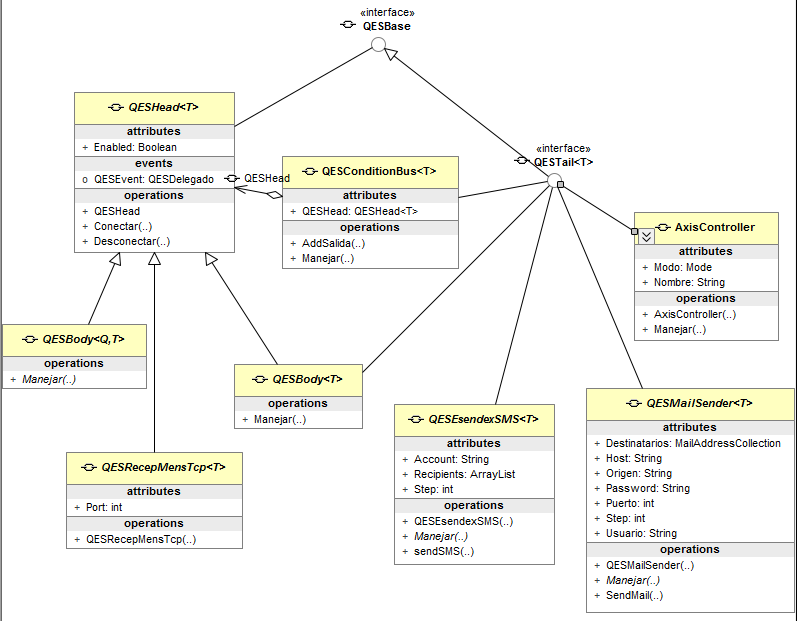 «interface»
QESBase
QESHead<T>
attributes
+ Enabled: Boolean
events
o QESEvent: QESDelegado
operations
+ QESHead
+ Conectar(..)
+ Desconectar(..)
QESHead
QESConditionBus<T>
attributes
+ QESHead: QESHead<T>
operations
+ AddSalida(..)
+ Manejar(..)
«interface»
QESTail<T>
AxisController
attributes
+ Modo: Mode
+ Nombre: String
operations
+ AxisController(..)
+ Manejar(..)
QESBody<Q,T>
operations
+ Manejar(..)
QESBody<T>
operations
+ Manejar(..)
QESRecepMensTcp<T>
attributes
+ Port: int
operations
+ QESRecepMensTcp(..)
QESEsendexSMS<T>
attributes
+ Account: String
+ Recipients: ArrayList
+ Step: int
operations
+ QESEsendexSMS(..)
+ Manejar(..)
+ sendSMS(..)
QESMailSender<T>
attributes
+ Destinatarios: MailAddressCollection
+ Host: String
+ Origen: String
+ Password: String
+ Puerto: int
+ Step: int
+ Usuario: String
operations
+ QESMailSender(..)
+ Manejar(..)
+ SendMail(..)